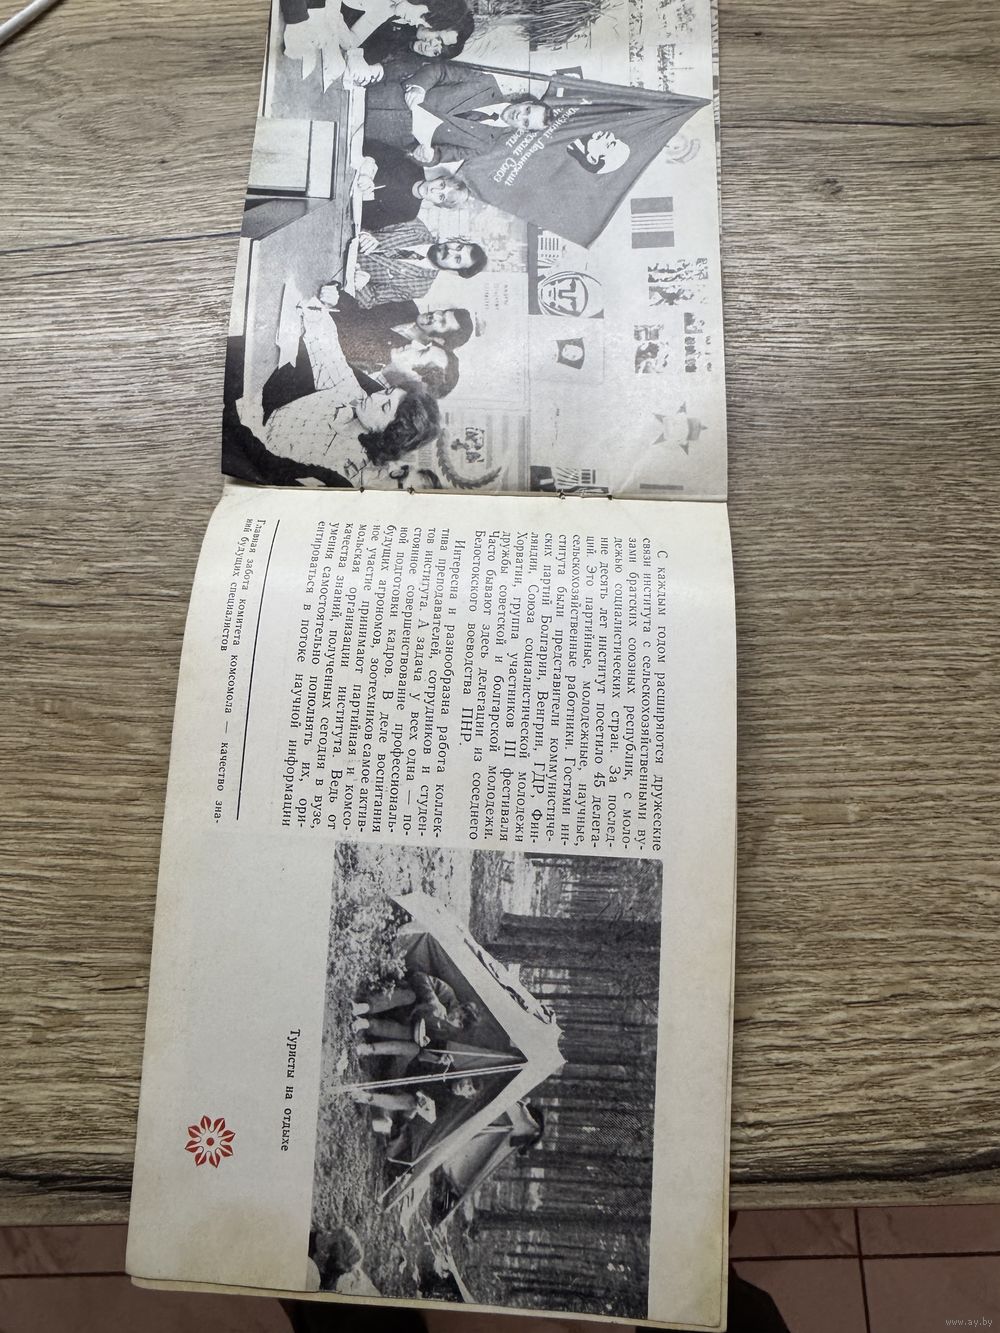 Ленинский
Союз
С каждым годом расширяются дружеские
связи института с сельскохозяйственными ву-
зами братских союзных республик, с моло-
дежью социалистических стран. За послед-
ние десять лет институт посетило 45 делега-
ций. Это партийные, молодежные, научные,
сельскохозяйственные работники. Гостями ин-
ститута были представители коммунистиче-
ских партий Болгарии, Венгрии, ГДР, Фин-
ляндии, Союза социалистической молодежи
Хорватии, группа участников III фестиваля
дружбы советской и болгарской молодежи.
Часто бывают здесь делегации из соседнего
Белостокского воеводства ПНР.
Интересна и разнообразна работа коллек-
тива преподавателей, сотрудников и студен-
тов института. А задача у всех одна — по-
стоянное совершенствование профессиональ-
ной подготовки кадров. В деле воспитания
будущих агрономов, зоотехников самое актив-
ное участие принимают партийная и комсо-
мольская организации института. Ведь от
качества знаний, полученных сегодня в вузе,
умения самостоятельно пополнять их, ори-
ентироваться в потоке научной информации
Главная забота комитета комсомола — качество зна-
ний будущих специалистов
Туристы на отдыхе
www.ay.by